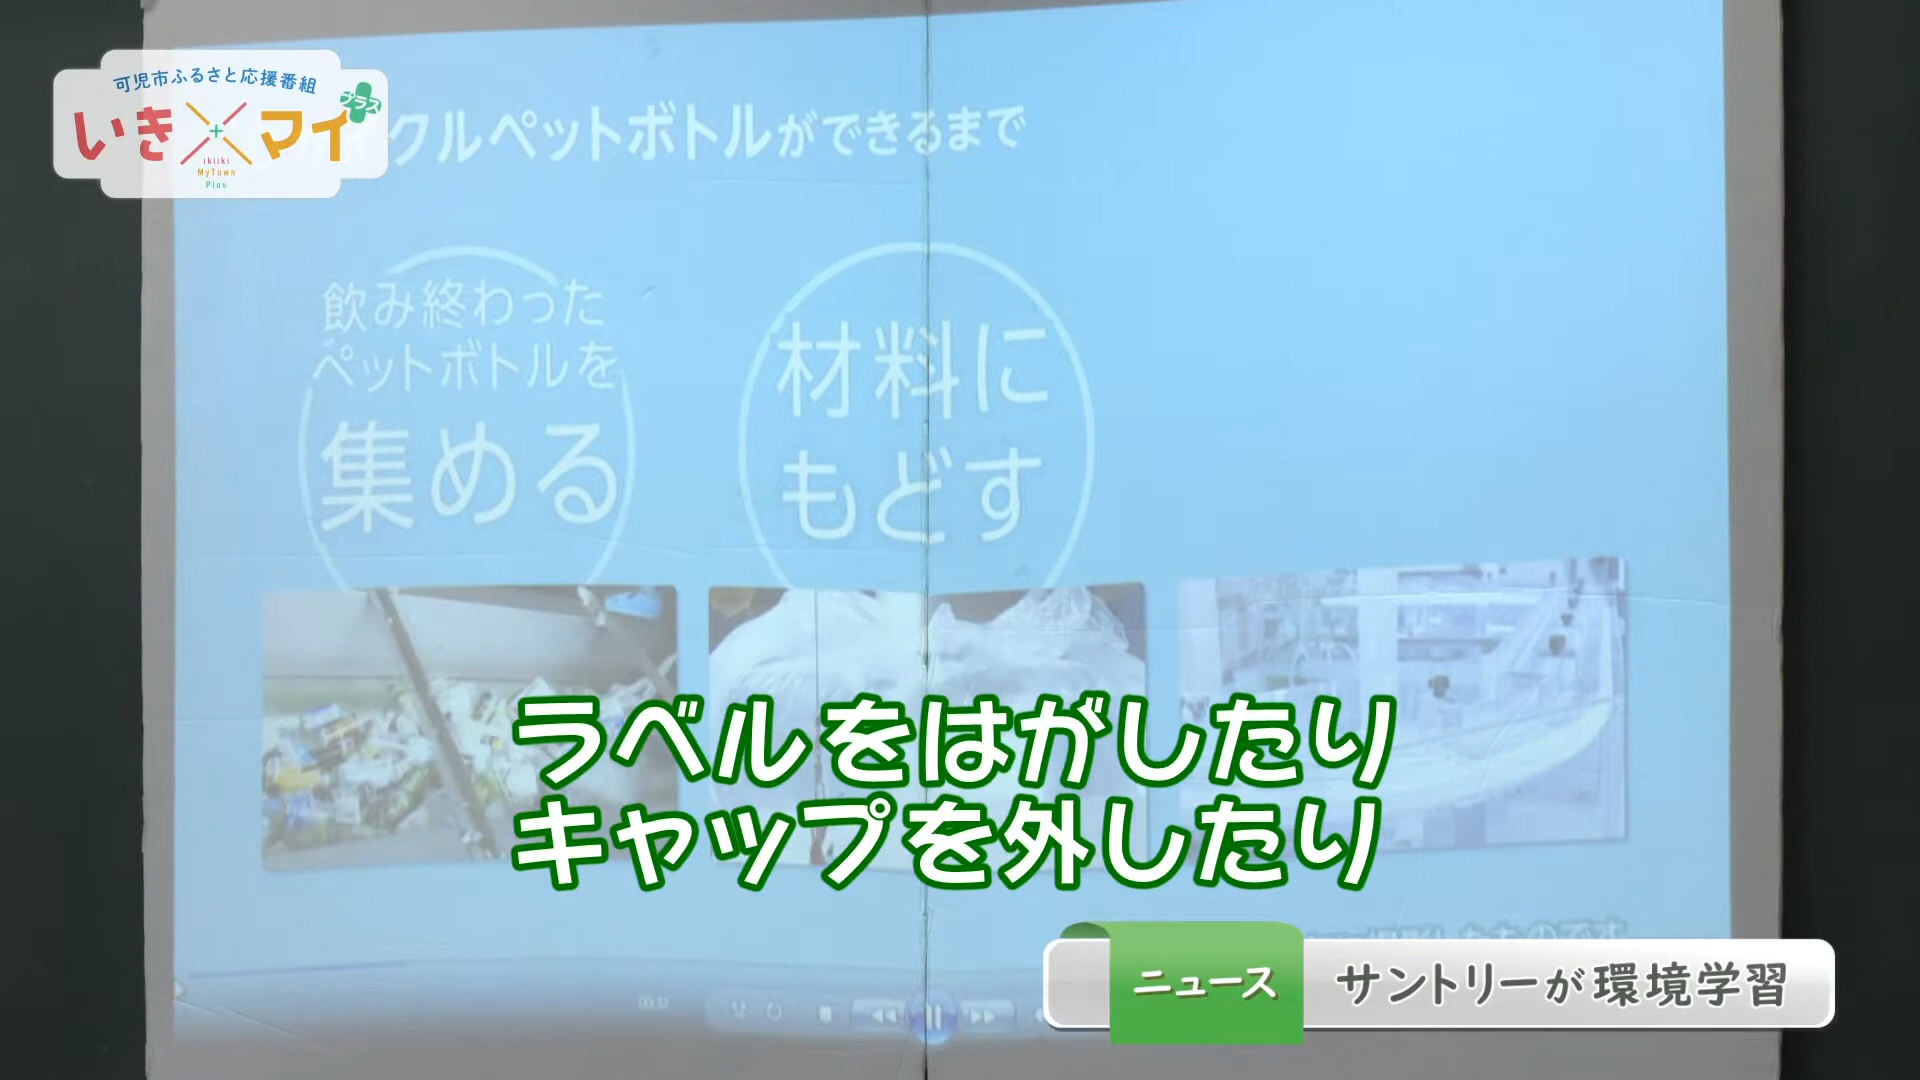 可児市ふるさと応援番組
いき×マイ
プラス
ikiiki
MyTown
Plus
クルペットボトルができるまで
飲み終わった
ペットボトルを
集める
材料に
もどす
ラベルをはがしたり
キャップを外したり
ニュース
サントリーが環境学習